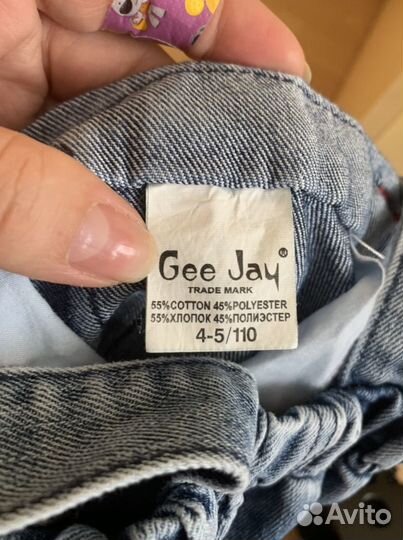 Gee Jay®
TRADE MARK
55%COTTON 45%POLYESTER
55%ХЛОПОК 45%ПОЛИЭСТЕР
4-5/110
Avito